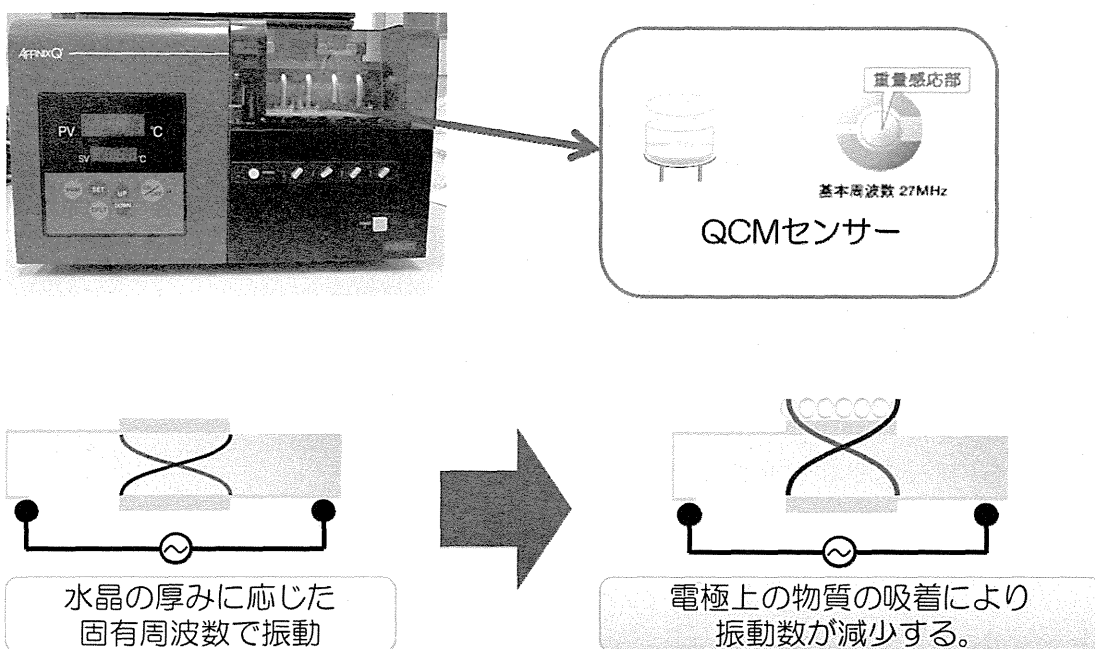 AFFINIXQ
PV
℃
SV
℃
SET
UP
DOWN
重量感応部
基本周波数 27MHz
QCMセンサー
水晶の厚みに応じた
固有周波数で振動
電極上の物質の吸着により
振動数が減少する。